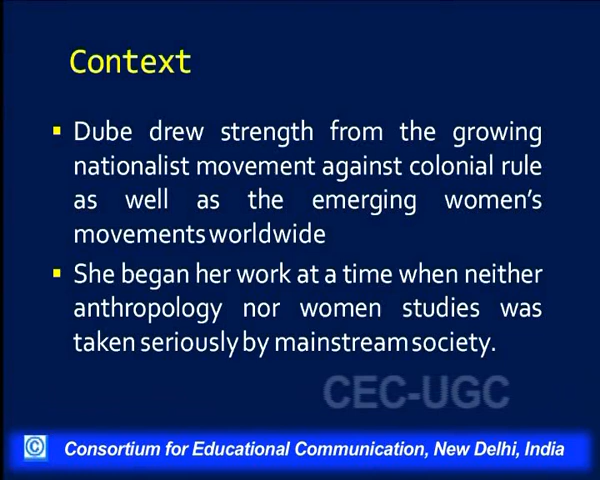 Context
▪ Dube drew strength from the growing
nationalist movement against colonial rule
as well as the emerging women's
movements worldwide
▪ She began her work at a time when neither
anthropology nor women studies was
taken seriously by mainstream society.
CEC-UGC
© Consortium for Educational Communication, New Delhi, India